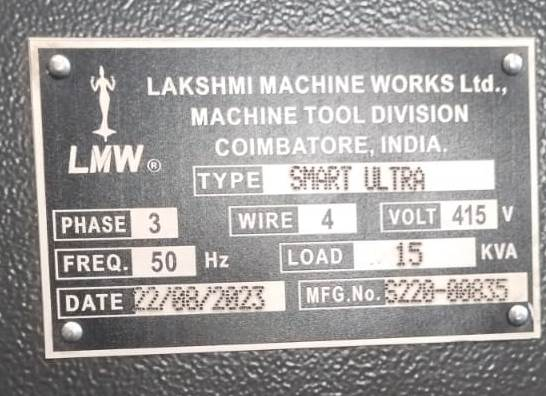 LAKSHMI MACHINE WORKS Ltd.,
MACHINE TOOL DIVISION
COIMBATORE, INDIA.
LMW®
TYPE SMART ULTRA
PHASE 3 WIRE 4 VOLT 415 V
FREQ. 50 Hz LOAD 15 KVA
DATE 22/08/2023 MFG.No. S220-00835